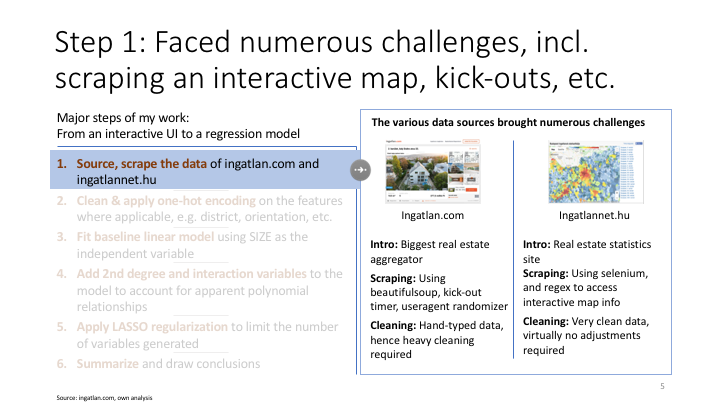 Step 1: Faced numerous challenges, incl.
scraping an interactive map, kick-outs, etc.
Major steps of my work:
From an interactive UI to a regression model
1. Source, scrape the data of ingatlan.com and
ingatlannet.hu
2. Clean & apply one-hot encoding on the features
where applicable, e.g. district, orientation, etc.
3. Fit baseline linear model using SIZE as the
independent variable
4. Add 2nd degree and interaction variables to the
model to account for apparent polynomial
relationships
5. Apply LASSO regularization to limit the number
of variables generated
6. Summarize and draw conclusions
The various data sources brought numerous challenges
Ingatlan.com
Intro: Biggest real estate
aggregator
Scraping: Using
beautifulsoup, kick-out
timer, useragent randomizer
Cleaning: Hand-typed data,
hence heavy cleaning
required
Ingatlannet.hu
Intro: Real estate statistics
site
Scraping: Using selenium,
and regex to access
interactive map info
Cleaning: Very clean data,
virtually no adjustments
required
Source: ingatlan.com, own analysis
5